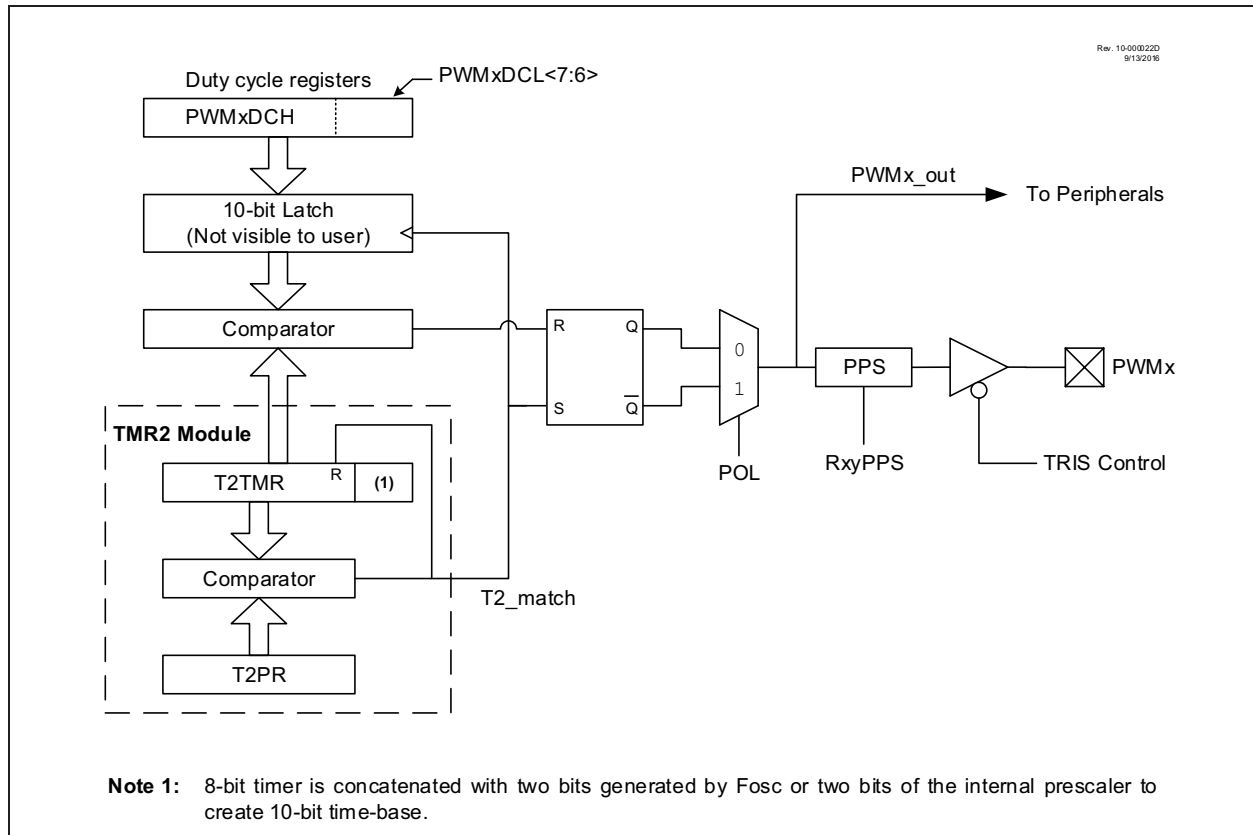 Rev. 10-000022D
9/13/2016
Duty cycle registers
PWMxDCL<7:6>
PWMxDCH
10-bit Latch
(Not visible to user)
Comparator
PWMx_out
To Peripherals
R
Q
S
Q̅
0
1
POL
PPS
RxyPPS
PWMx
TRIS Control
TMR2 Module
T2TMR
R
(1)
Comparator
T2_match
T2PR
Note 1: 8-bit timer is concatenated with two bits generated by Fosc or two bits of the internal prescaler to
create 10-bit time-base.